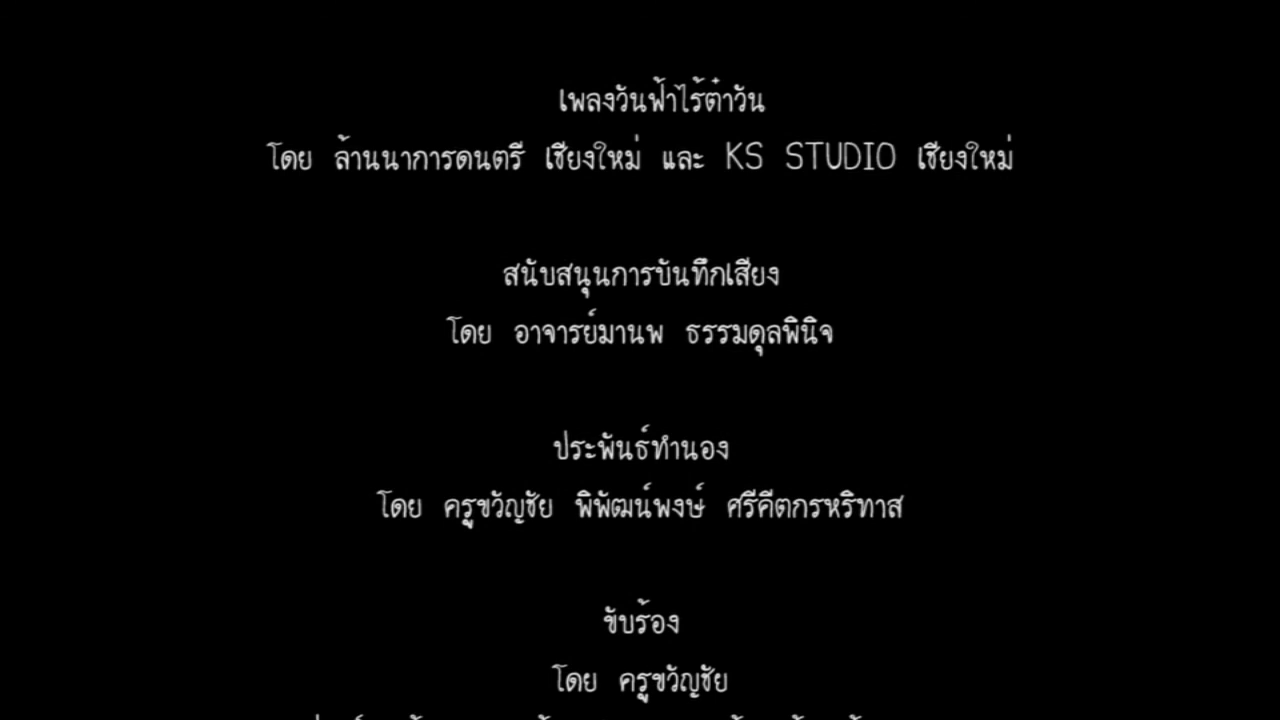 เพลงวันฟ้าไร้ต๋าวัน
โดย ล้านนาการดนตรี เชียงใหม่ และ KS STUDIO เชียงใหม่
สนับสนุนการบันทึกเสียง
โดย อาจารย์มานพ ธรรมดุลพินิจ
ประพันธ์ทำนอง
โดย ครูขวัญชัย พิพัฒน์พงษ์ ศรีคีตกรหริทาส
ขับร้อง
โดย ครูขวัญชัย